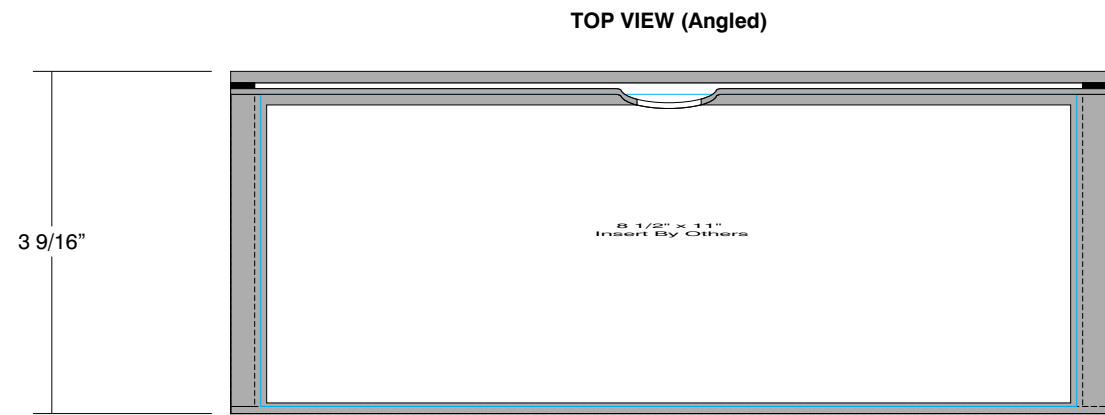 TOP VIEW (Angled)
3 9/16”
8 1/2" x 11"
Insert By Others